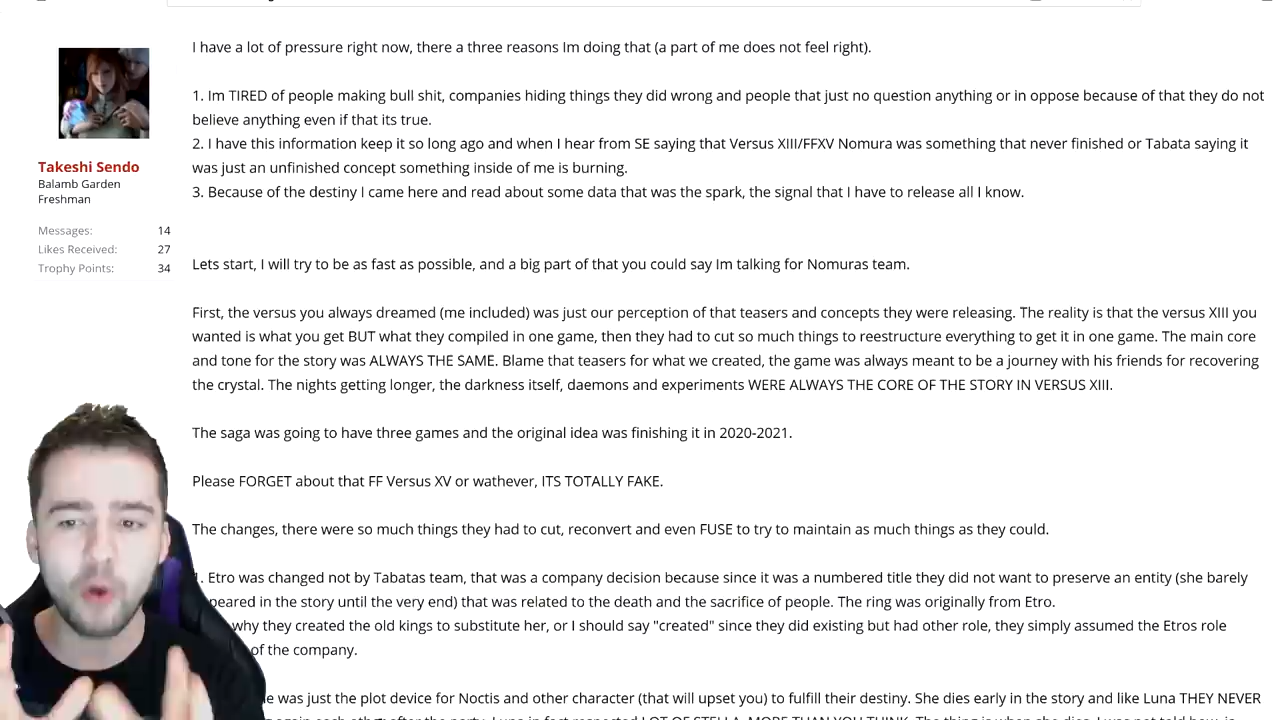 I have a lot of pressure right now, there a three reasons Im doing that (a part of me does not feel right).
1. Im TIRED of people making bull shit, companies hiding things they did wrong and people that just no question anything or in oppose because of that they do not
believe anything even if that its true.
2. I have this information keep it so long ago and when I hear from SE saying that Versus XIII/FFXV Nomura was something that never finished or Tabata saying it
was just an unfinished concept something inside of me is burning.
3. Because of the destiny I came here and read about some data that was the spark, the signal that I have to release all I know.
Takeshi Sendo
Balamb Garden
Freshman
Messages: 14
Likes Received: 27
Trophy Points: 34
Lets start, I will try to be as fast as possible, and a big part of that you could say Im talking for Nomuras team.
First, the versus you always dreamed (me included) was just our perception of that teasers and concepts they were releasing. The reality is that the versus XIII you
wanted is what you get BUT what they compiled in one game, then they had to cut so much things to reestructure everything to get it in one game. The main core
and tone for the story was ALWAYS THE SAME. Blame that teasers for what we created, the game was always meant to be a journey with his friends for recovering
the crystal. The nights getting longer, the darkness itself, daemons and experiments WERE ALWAYS THE CORE OF THE STORY IN VERSUS XIII.
The saga was going to have three games and the original idea was finishing it in 2020-2021.
Please FORGET about that FF Versus XV or wathever, ITS TOTALLY FAKE.
The changes, there were so much things they had to cut, reconvert and even FUSE to try to maintain as much things as they could.
1. Etro was changed not by Tabatas team, that was a company decision because since it was a numbered title they did not want to preserve an entity (she barely
peared in the story until the very end) that was related to the death and the sacrifice of people. The ring was originally from Etro.
why they created the old kings to substitute her, or I should say "created" since they did existing but had other role, they simply assumed the Etros role
of the company.
was just the plot device for Noctis and other character (that will upset you) to fulfill their destiny. She dies early in the story and like Luna THEY NEVER